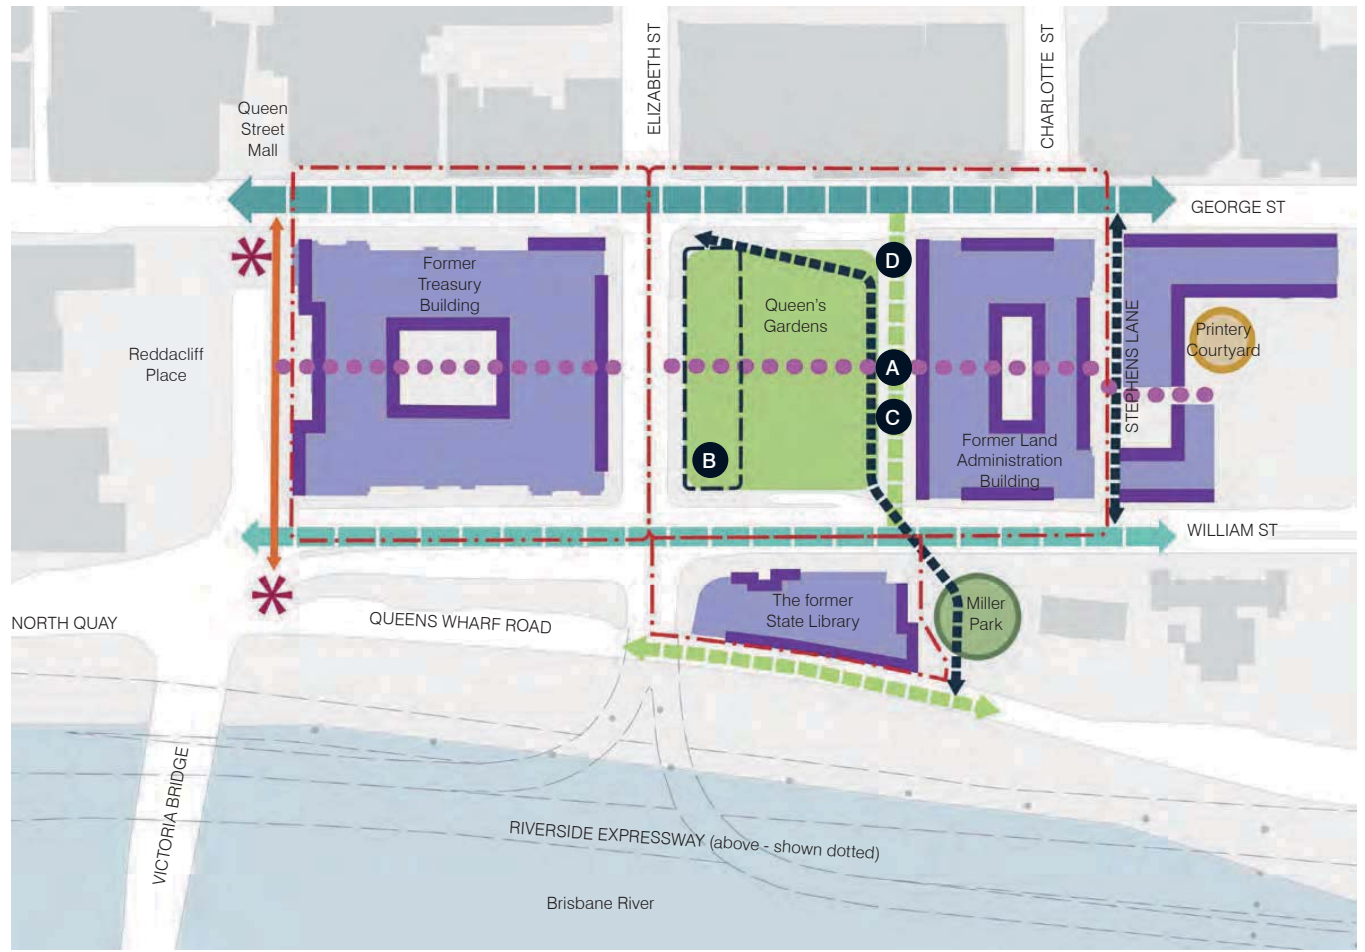 ELIZABETH ST
CHARLOTTE ST
Queen
Street
Mall
GEORGE ST
Former
Treasury
Building
D
Queen's
Gardens
STEPHENS LANE
Printery
Courtyard
Reddacliff
Place
A
C
B
Former Land
Administration
Building
WILLIAM ST
The former
State Library
Miller
Park
NORTH QUAY
QUEENS WHARF ROAD
VICTORIA BRIDGE
RIVERSIDE EXPRESSWAY (above - shown dotted)
Brisbane River